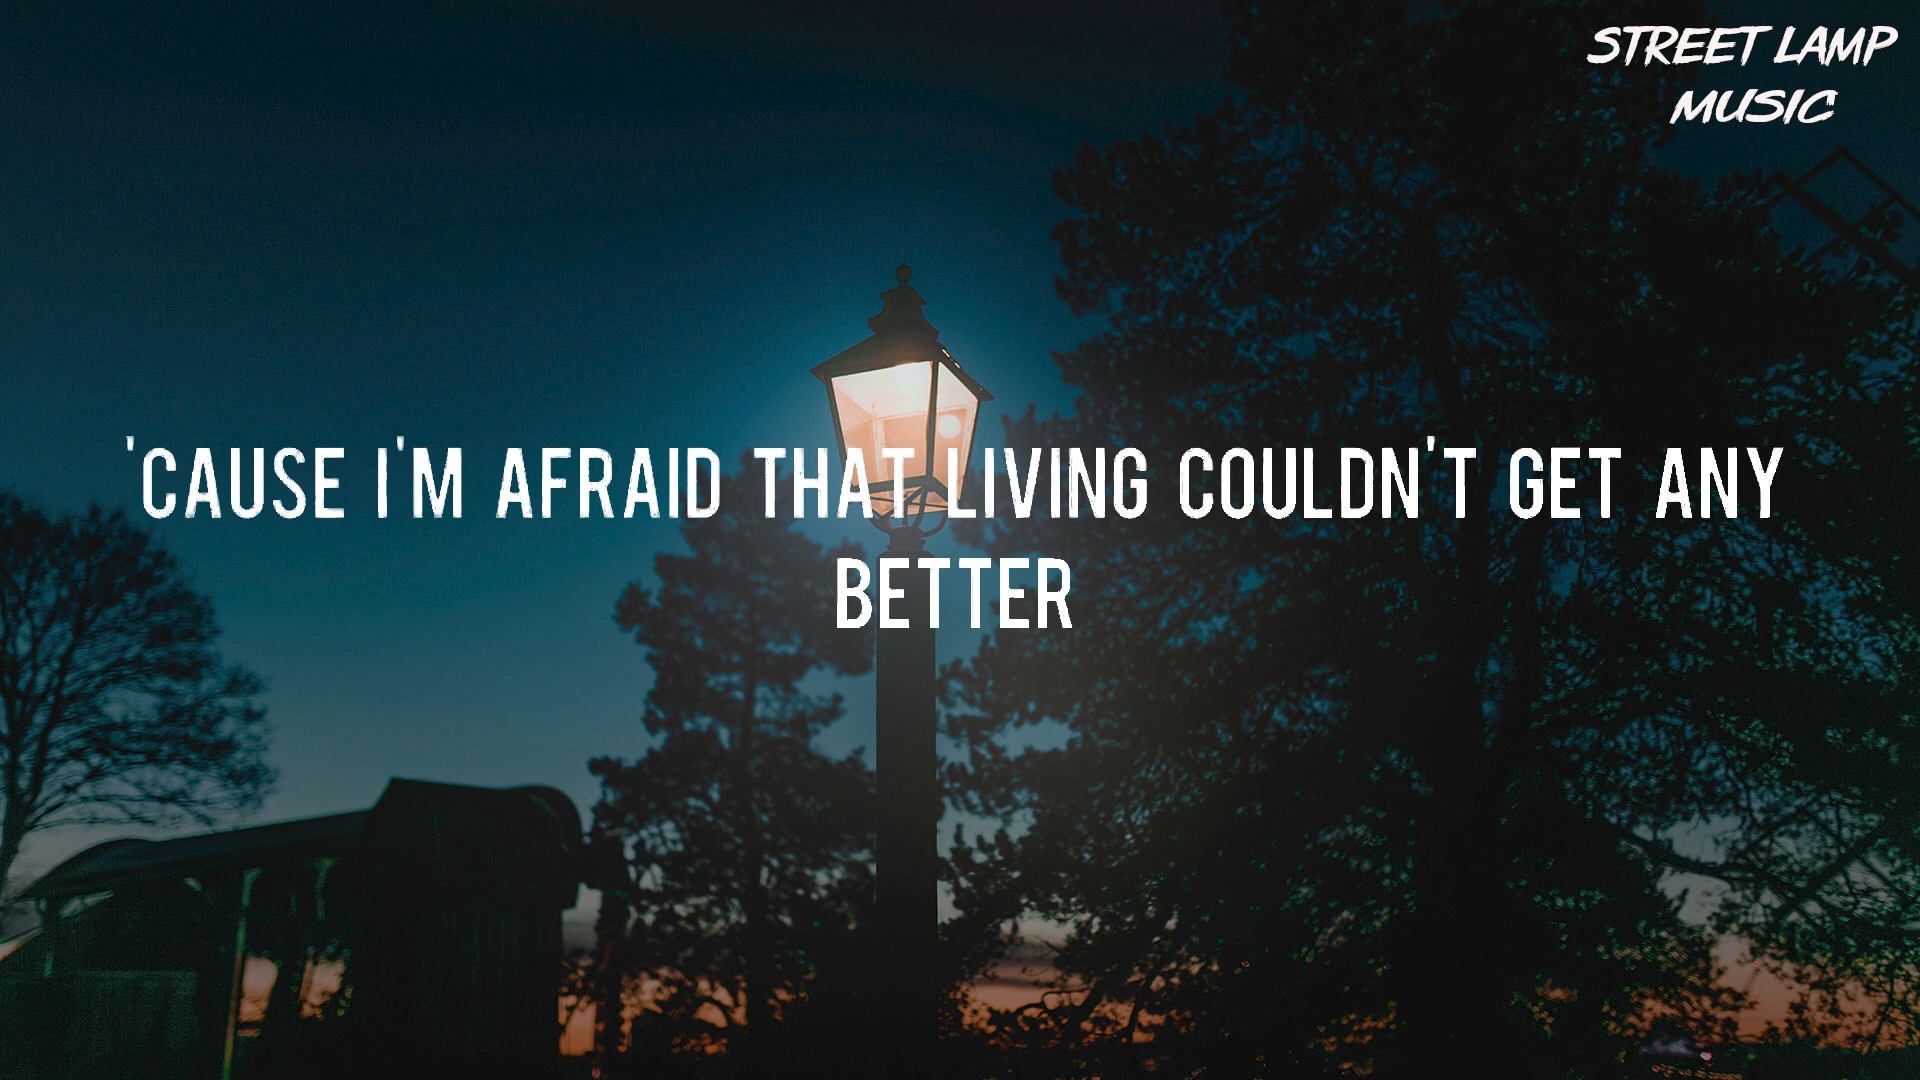 STREET LAMP
MUSIC
'CAUSE I'M AFRAID THAT LIVING COULDN'T GET ANY
BETTER